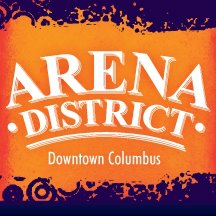 ARENA
· DISTRICT ·
Downtown Columbus